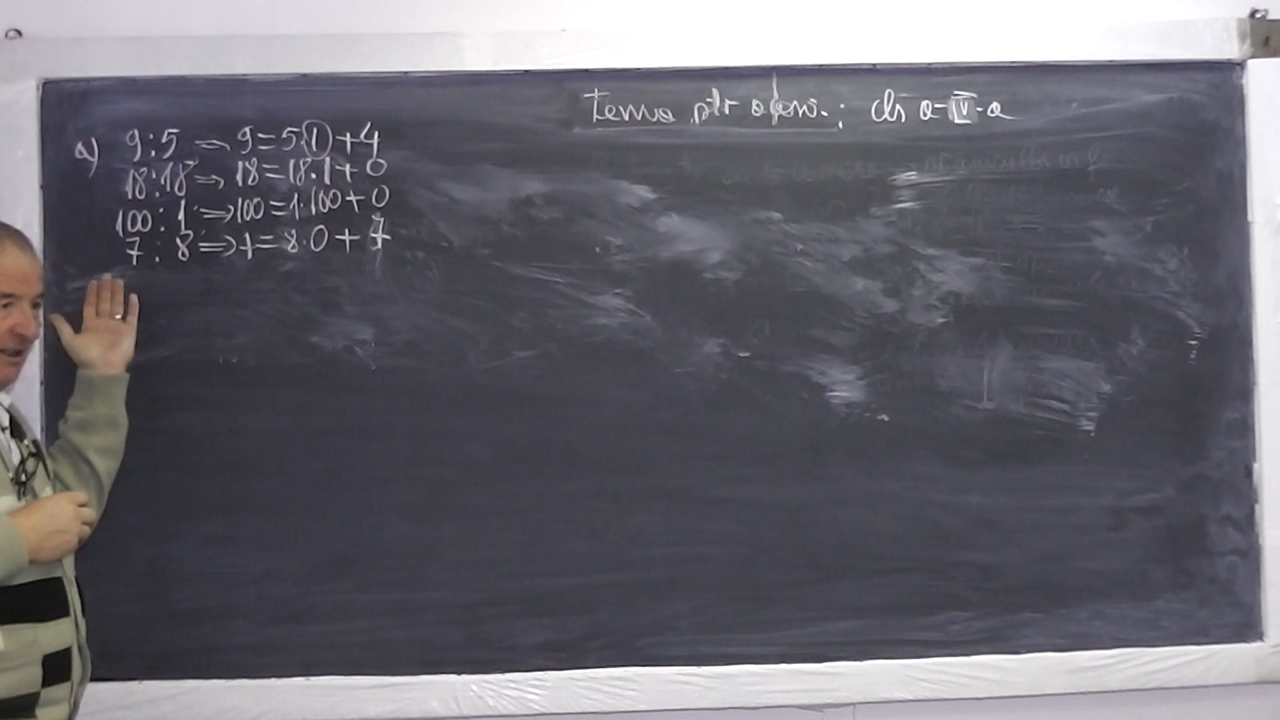 Tema ptr acasă: cls a-IV-a
a) 9:5 ⇒ 9=5·1+4
18:18 ⇒ 18=18·1+0
100:1 ⇒ 100=1·100+0
7:8 ⇒ 7=8·0+7